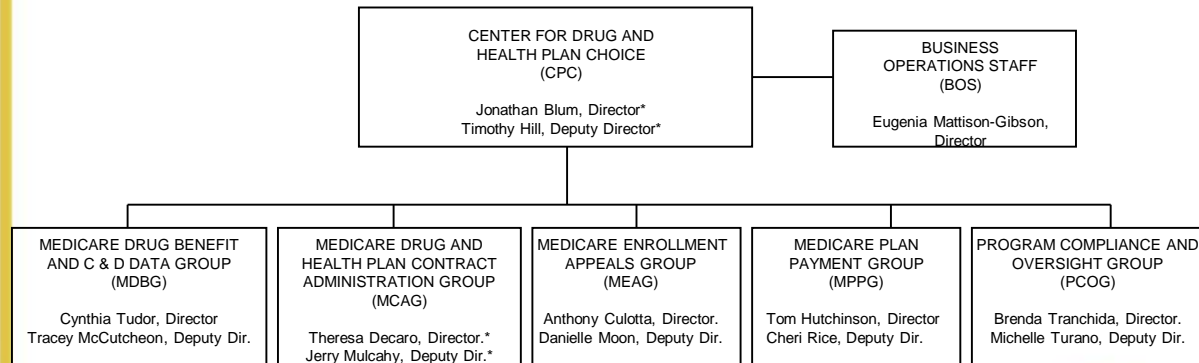 CENTER FOR DRUG AND
HEALTH PLAN CHOICE
(CPC)
Jonathan Blum, Director*
Timothy Hill, Deputy Director*
BUSINESS
OPERATIONS STAFF
(BOS)
Eugenia Mattison-Gibson,
Director
MEDICARE DRUG BENEFIT
AND C & D DATA GROUP
(MDBG)
Cynthia Tudor, Director
Tracey McCutcheon, Deputy Dir.
MEDICARE DRUG AND
HEALTH PLAN CONTRACT
ADMINISTRATION GROUP
(MCAG)
Theresa Decaro, Director.*
Jerry Mulcahy, Deputy Dir.*
MEDICARE ENROLLMENT
APPEALS GROUP
(MEAG)
Anthony Culotta, Director.
Danielle Moon, Deputy Dir.
MEDICARE PLAN
PAYMENT GROUP
(MPPG)
Tom Hutchinson, Director
Cheri Rice, Deputy Dir.
PROGRAM COMPLIANCE AND
OVERSIGHT GROUP
(PCOG)
Brenda Tranchida, Director.
Michelle Turano, Deputy Dir.